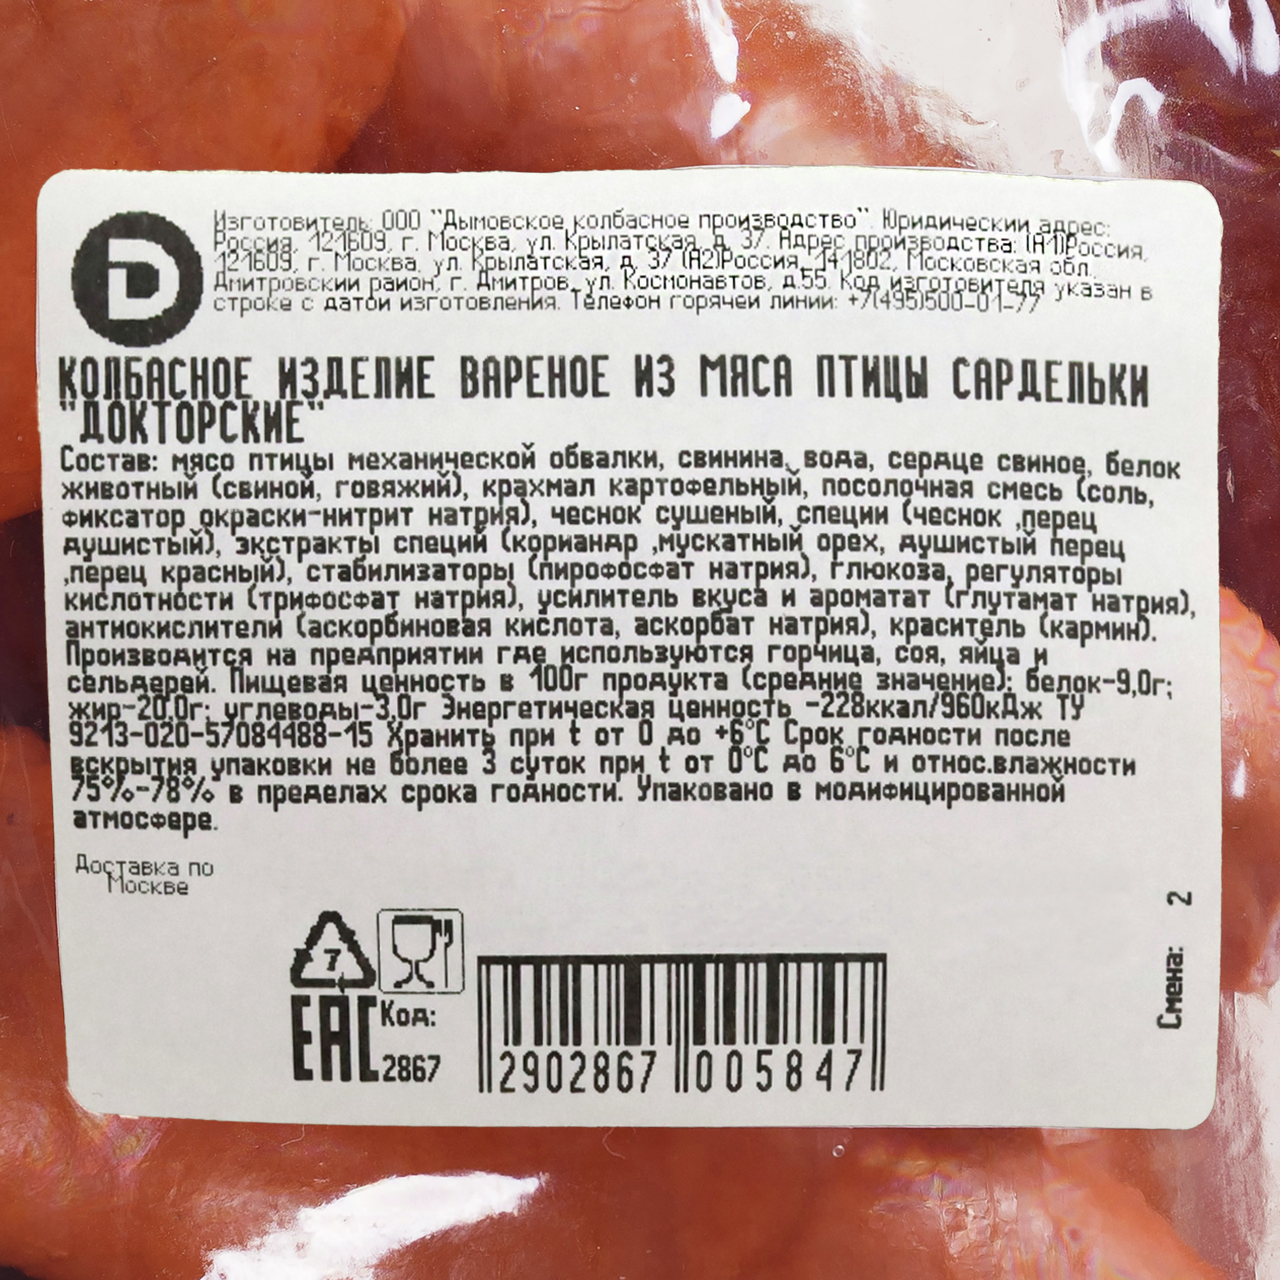 D
Изготовитель: ООО "Дымовское колбасное производство". Юридический адрес:
Россия, 121609, г. Москва, ул. Крылатская, д. 37. Адрес производства: (А1)Россия,
121609, г. Москва, ул. Крылатская, д. 37 (А2)Россия, 141802, Московская обл.,
Дмитровский район, г. Дмитров, ул. Космонавтов, д.55. Код изготовителя указан в
строке с датой изготовления. Телефон горячей линии: +7(495)500-01-77
КОЛБАСНОЕ ИЗДЕЛИЕ ВАРЕНОЕ ИЗ МЯСА ПТИЦЫ САРДЕЛЬКИ
"ДОКТОРСКИЕ"
Состав: мясо птицы механической обвалки, свинина, вода, сердце свиное, белок
животный (свиной, говяжий), крахмал картофельный, посолочная смесь (соль,
фиксатор окраски-нитрит натрия), чеснок сушеный, специи (чеснок ,перец
душистый), экстракты специй (кориандр ,мускатный орех, душистый перец
,перец красный), стабилизаторы (пирофосфат натрия), глюкоза, регуляторы
кислотности (трифосфат натрия), усилитель вкуса и ароматат (глутамат натрия),
антиокислители (аскорбиновая кислота, аскорбат натрия), краситель (кармин).
Производится на предприятии где используются горчица, соя, яйца и
сельдерей. Пищевая ценность в 100г продукта (средние значение): белок-9,0г;
жир-20,0г; углеводы-3,0г Энергетическая ценность -228ккал/960кДж ТУ
9213-020-57084488-15 Хранить при t от 0 до +6°С Срок годности после
вскрытия упаковки не более 3 суток при t от 0°С до 6°С и относ.влажности
75%-78% в пределах срока годности. Упаковано в модифицированной
атмосфере.
Доставка по
Москве
Смена: 2
7
ЕАС
Код:
2867
2902867 005847